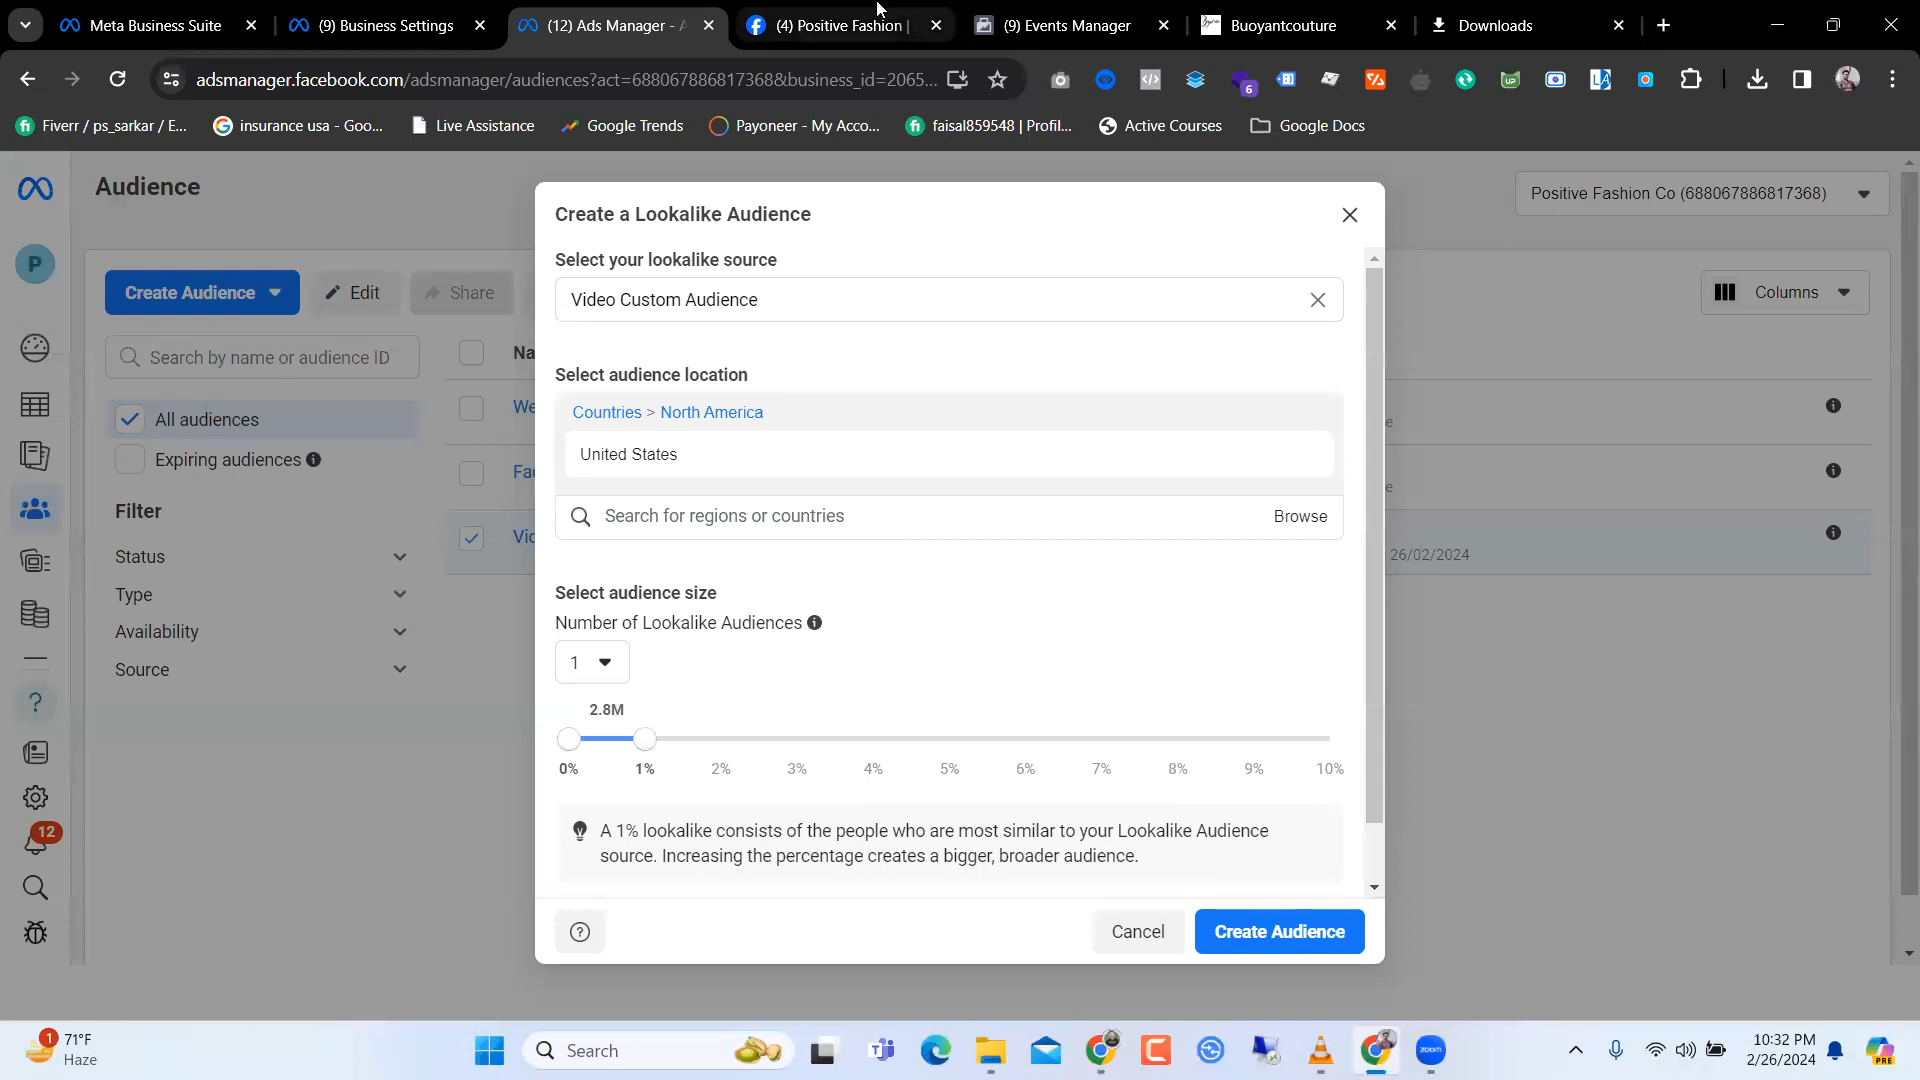 Meta Business Suite
(9) Business Settings
(12) Ads Manager - A
(4) Positive Fashion |
(9) Events Manager
Buoyantcouture
Downloads
adsmanager.facebook.com/adsmanager/audiences?act=688067886817368&business_id=2065...
6
Fiverr / ps_sarkar / E...
insurance usa - Goo...
Live Assistance
Google Trends
Payoneer - My Acco...
faisal859548 | Profil...
Active Courses
Google Docs
Audience
Positive Fashion Co (688067886817368)
P
Create Audience
Edit
Share
Columns
Search by name or audience ID
Na
All audiences
We
Expiring audiences
Fac
Filter
Vid
26/02/2024
Status
Type
Availability
Source
12
Create a Lookalike Audience
Select your lookalike source
Video Custom Audience
Select audience location
Countries > North America
United States
Search for regions or countries
Browse
Select audience size
Number of Lookalike Audiences
1
2.8M
0% 1% 2% 3% 4% 5% 6% 7% 8% 9% 10%
A 1% lookalike consists of the people who are most similar to your Lookalike Audience
source. Increasing the percentage creates a bigger, broader audience.
Cancel
Create Audience
1
71°F
Haze
Search
zoom
10:32 PM
2/26/2024
PRE